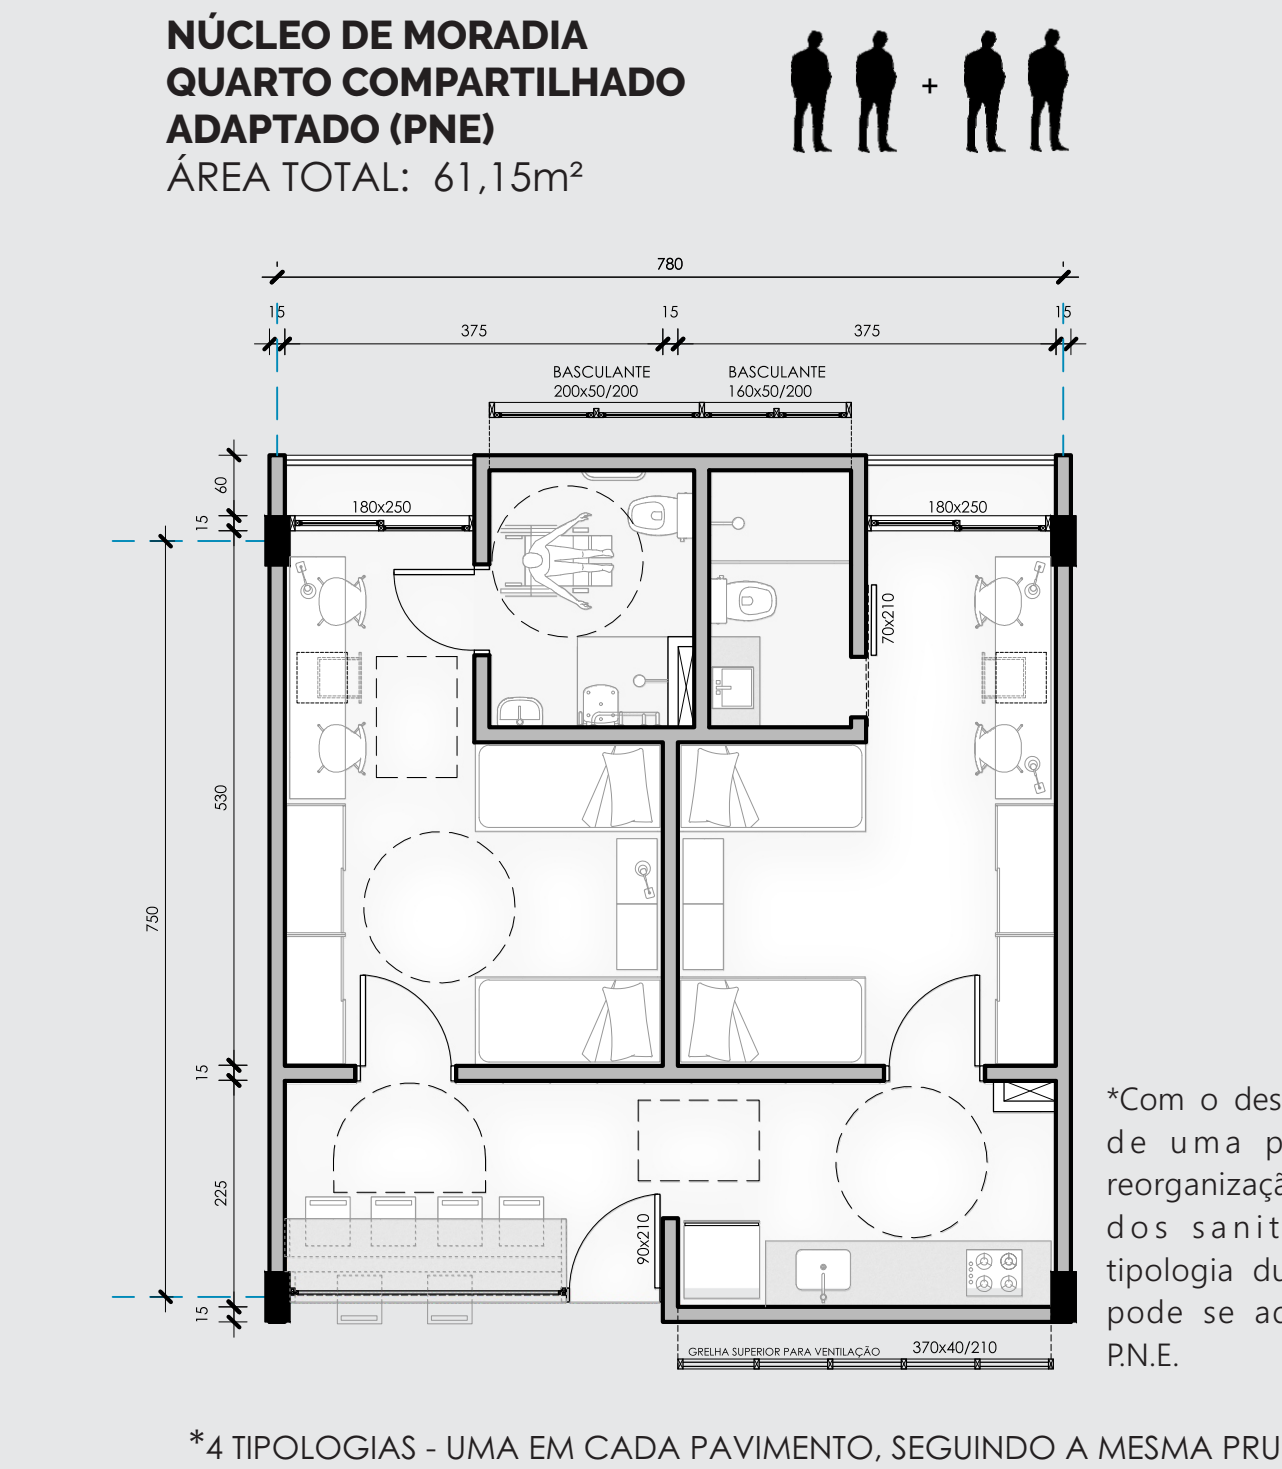 NÚCLEO DE MORADIA
QUARTO COMPARTILHADO
ADAPTADO (PNE)
ÁREA TOTAL: 61,15m²
+
780
15
15
15
375
375
BASCULANTE
200x50/200
BASCULANTE
160x50/200
60
15
180x250
180x250
70x210
530
750
15
225
15
90x210
GRELHA SUPERIOR PARA VENTILAÇÃO
370x40/210
*Com o des
de uma p
reorganizaçã
dos sanit
tipologia du
pode se ad
P.N.E.
*4 TIPOLOGIAS - UMA EM CADA PAVIMENTO, SEGUINDO A MESMA PRU